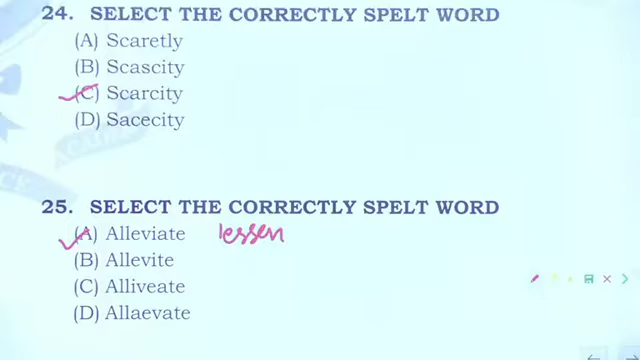 24. SELECT THE CORRECTLY SPELT WORD
(A) Scaretly
(B) Scascity
(C) Scarcity
(D) Sacecity
25. SELECT THE CORRECTLY SPELT WORD
(A) Alleviate lessen
(B) Allevite
(C) Alliveate
(D) Allaevate